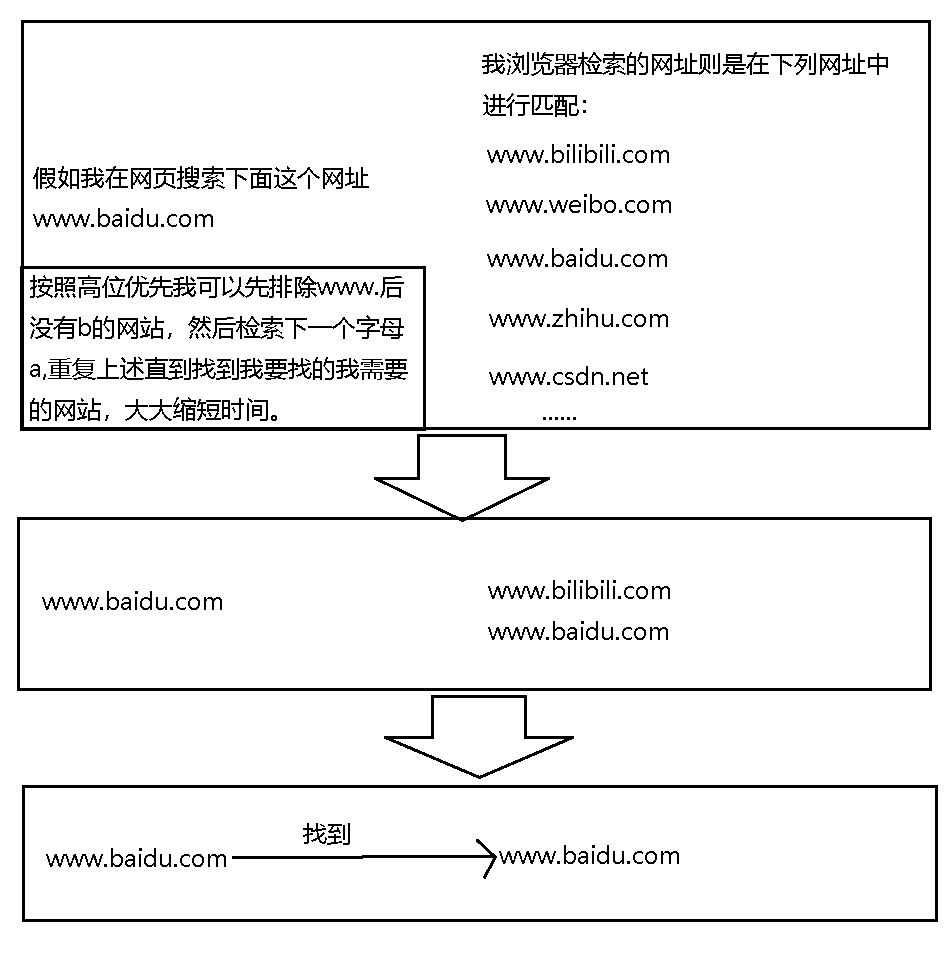 假如我在网页搜索下面这个网址
www.baidu.com
按照高位优先我可以先排除www.后
没有b的网站，然后检索下一个字母
a,重复上述直到找到我要找的我需要
的网站，大大缩短时间。
我浏览器检索的网址则是在下列网址中
进行匹配：
www.bilibili.com
www.weibo.com
www.baidu.com
www.zhihu.com
www.csdn.net
......
www.baidu.com
www.bilibili.com
www.baidu.com
www.baidu.com
找到
www.baidu.com